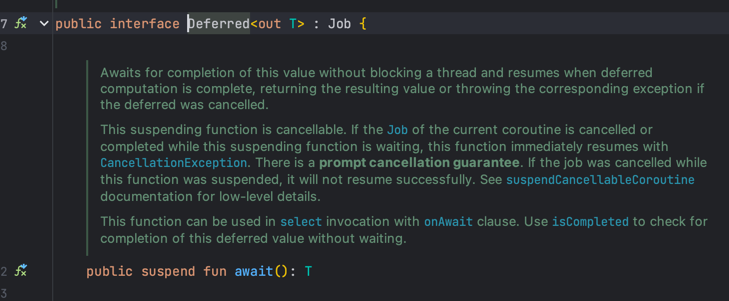 7 public interface Deferred<out T> : Job {
8
Awaits for completion of this value without blocking a thread and resumes when deferred
computation is complete, returning the resulting value or throwing the corresponding exception if
the deferred was cancelled.
This suspending function is cancellable. If the Job of the current coroutine is cancelled or
completed while this suspending function is waiting, this function immediately resumes with
CancellationException. There is a prompt cancellation guarantee. If the job was cancelled while
this function was suspended, it will not resume successfully. See suspendCancellableCoroutine
documentation for low-level details.
This function can be used in select invocation with onAwait clause. Use isCompleted to check for
completion of this deferred value without waiting.
2 public suspend fun await(): T
3